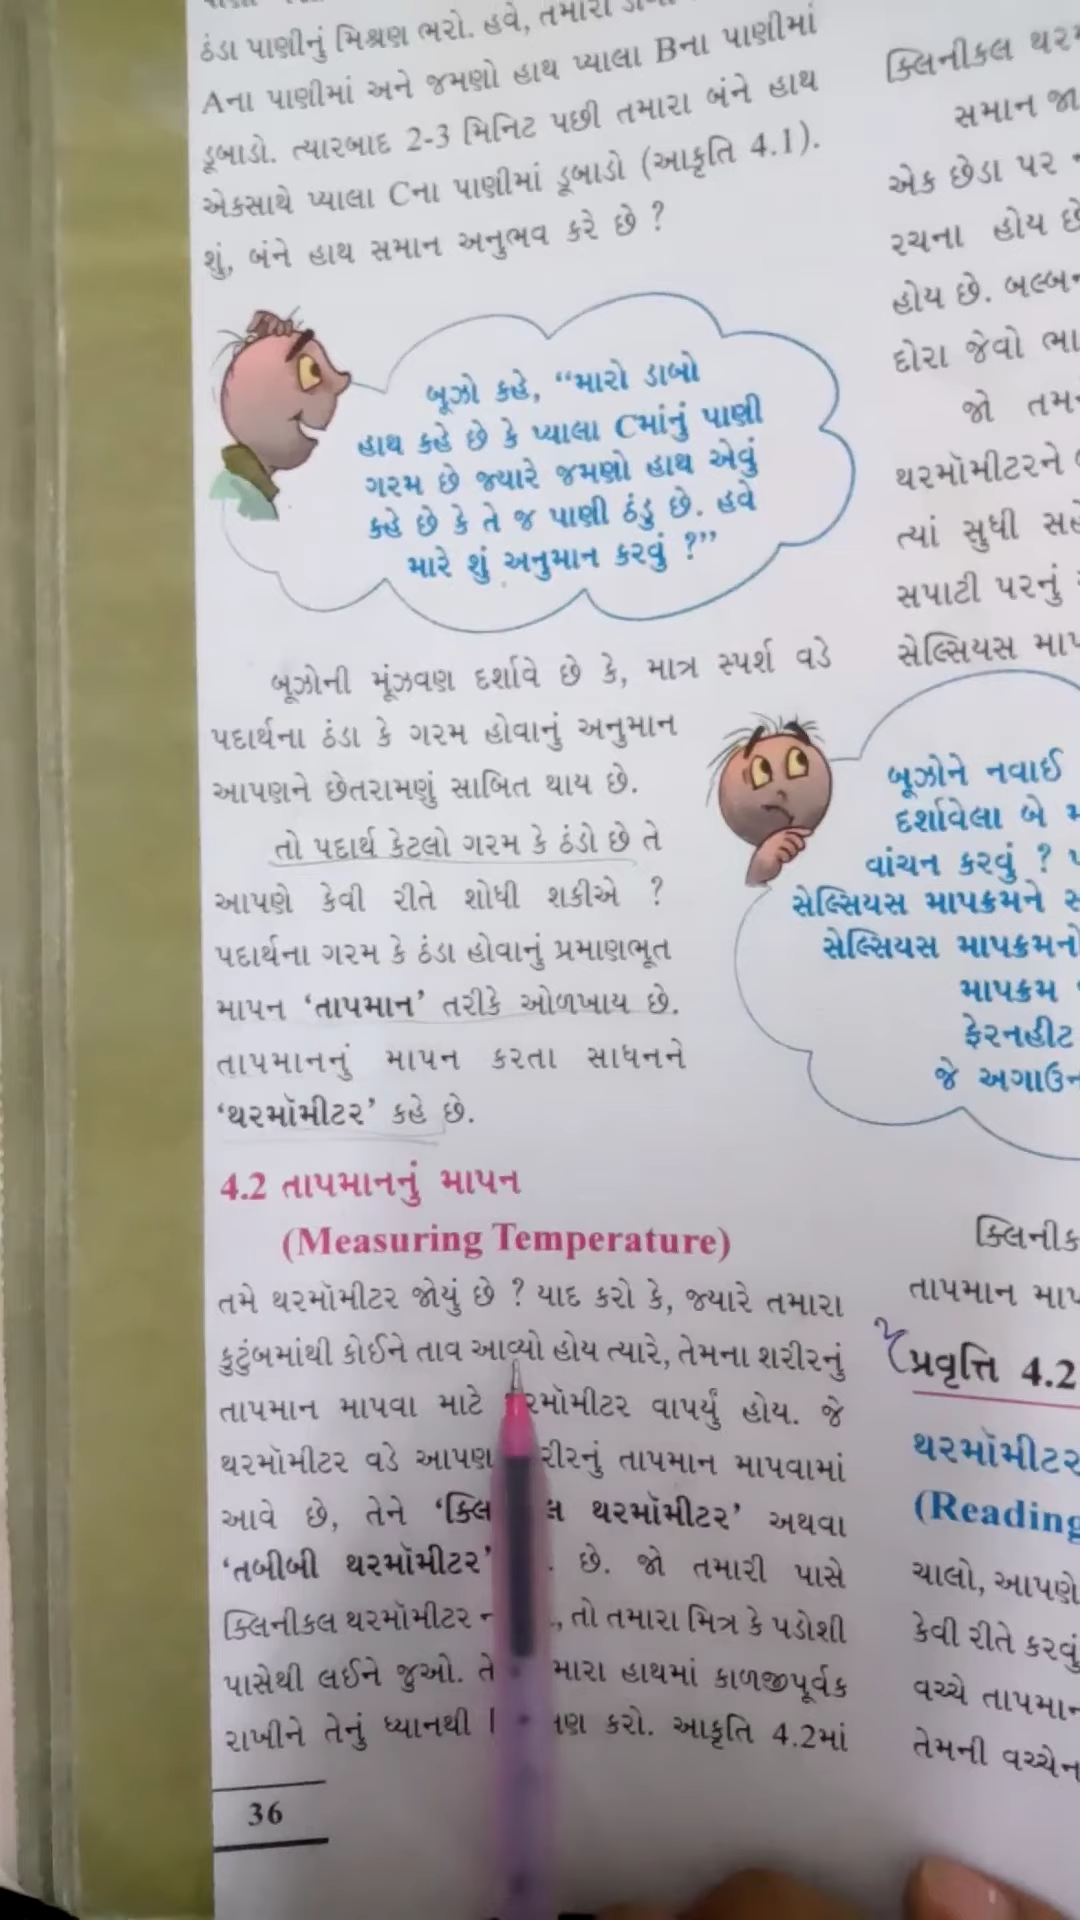 ઠંડા પાણીનું મિશ્રણ ભરો. હવે, તમારો
Aના પાણીમાં અને જમણો હાથ પ્યાલા Bના પાણીમાં
ડૂબાડો. ત્યારબાદ 2-3 મિનિટ પછી તમારા બંને હાથ
એકસાથે પ્યાલા Cના પાણીમાં ડૂબાડો (આકૃતિ 4.1).
શું, બંને હાથ સમાન અનુભવ કરે છે ?
બૂઝો કહે, “મારો ડાબો
હાથ કહે છે કે પ્યાલા Cમાંનું પાણી
ગરમ છે જ્યારે જમણો હાથ એવું
કહે છે કે તે જ પાણી ઠંડુ છે. હવે
મારે શું અનુમાન કરવું ?”
બૂઝોની મૂંઝવણ દર્શાવે છે કે, માત્ર સ્પર્શ વડે
પદાર્થના ઠંડા કે ગરમ હોવાનું અનુમાન
આપણને છેતરામણું સાબિત થાય છે.
તો પદાર્થ કેટલો ગરમ કે ઠંડો છે તે
આપણે કેવી રીતે શોધી શકીએ ?
પદાર્થના ગરમ કે ઠંડા હોવાનું પ્રમાણભૂત
માપન ‘તાપમાન’ તરીકે ઓળખાય છે.
તાપમાનનું માપન કરતા સાધનને
‘થરમૉમીટર’ કહે છે.
4.2 તાપમાનનું માપન
(Measuring Temperature)
તમે થરમૉમીટર જોયું છે ? યાદ કરો કે, જ્યારે તમારા
કુટુંબમાંથી કોઈને તાવ આવ્યો હોય ત્યારે, તેમના શરીરનું
તાપમાન માપવા માટે થરમૉમીટર વાપર્યું હોય. જે
થરમૉમીટર વડે આપણ રીરનું તાપમાન માપવામાં
આવે છે, તેને ‘ક્લિ લ થરમૉમીટર’ અથવા
‘તબીબી થરમૉમીટર’ છે. જો તમારી પાસે
ક્લિનીકલ થરમૉમીટર ન , તો તમારા મિત્ર કે પડોશી
પાસેથી લઈને જુઓ. તે મારા હાથમાં કાળજીપૂર્વક
રાખીને તેનું ધ્યાનથી ણ કરો. આકૃતિ 4.2માં
36
ક્લિનીકલ
સમાન
એક છેડા પર
રચના હોય છે
હોય છે.
દોરા જેવો
જો
થરમૉમીટરને
ત્યાં સુધી
સપાટી પરનું
સેલ્સિયસ
બૂઝોને નવાઈ
દર્શાવેલા બે
વાંચન કરવું ?
સેલ્સિયસ માપક્રમને
સેલ્સિયસ માપક્રમનો
માપક્રમ
ફેરનહીટ
જે
ક્લિનીક
તાપમાન
પ્રવૃત્તિ 4.2
થરમૉમીટર
(Reading
ચાલો, આપણે
કેવી રીતે કરવું
વચ્ચે તાપમાન
તેમની